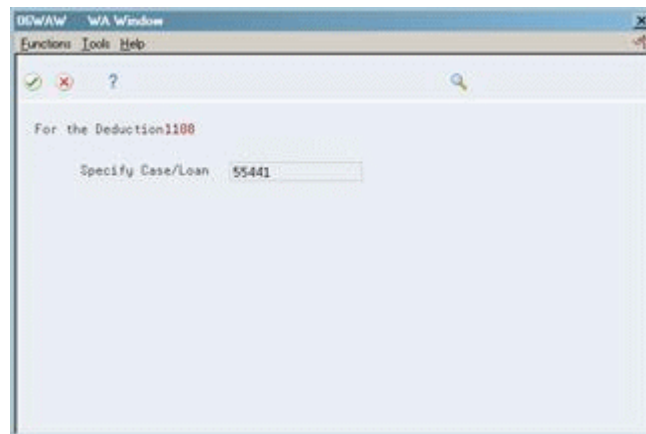 06WAW WA Window
Functions Tools Help
?
For the Deduction1100
Specify Case/Loan 55441